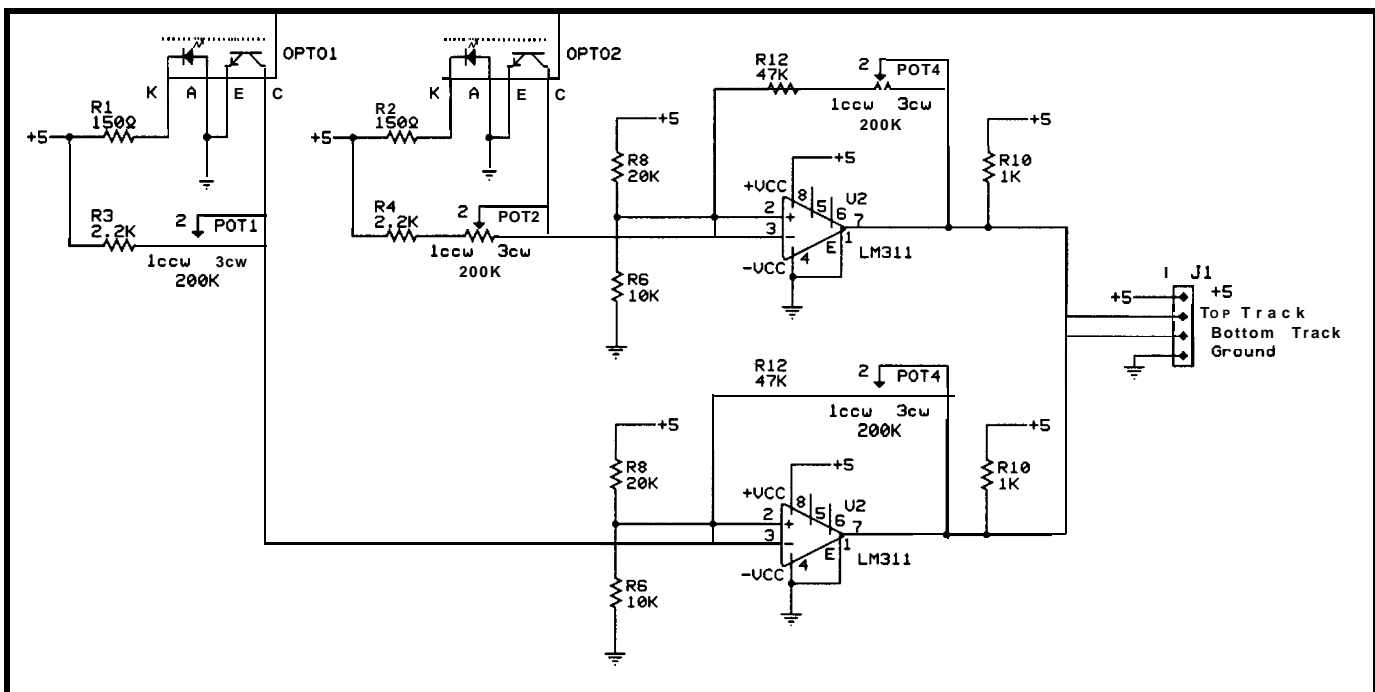 OPTO1
K A E C
R1
150Ω
+5
R3
2.2K
2 POT1
1ccw 3cw
200K
OPTO2
K A E C
R2
150Ω
+5
R4
2.2K
2 POT2
1ccw 3cw
200K
R12
47K
2 POT4
1ccw 3cw
200K
+5
R8
20K
+5
+VCC
8
5
6
U2
2 +
3 -
7
1
E
4
LM311
-VCC
R6
10K
+5
R10
1K
I J1
+5 +5
TOP Track
Bottom Track
Ground
R12
47K
2 POT4
1ccw 3cw
200K
+5
R8
20K
+5
+VCC
8
5
6
U2
2 +
3 -
7
1
E
4
LM311
-VCC
R6
10K
+5
R10
1K